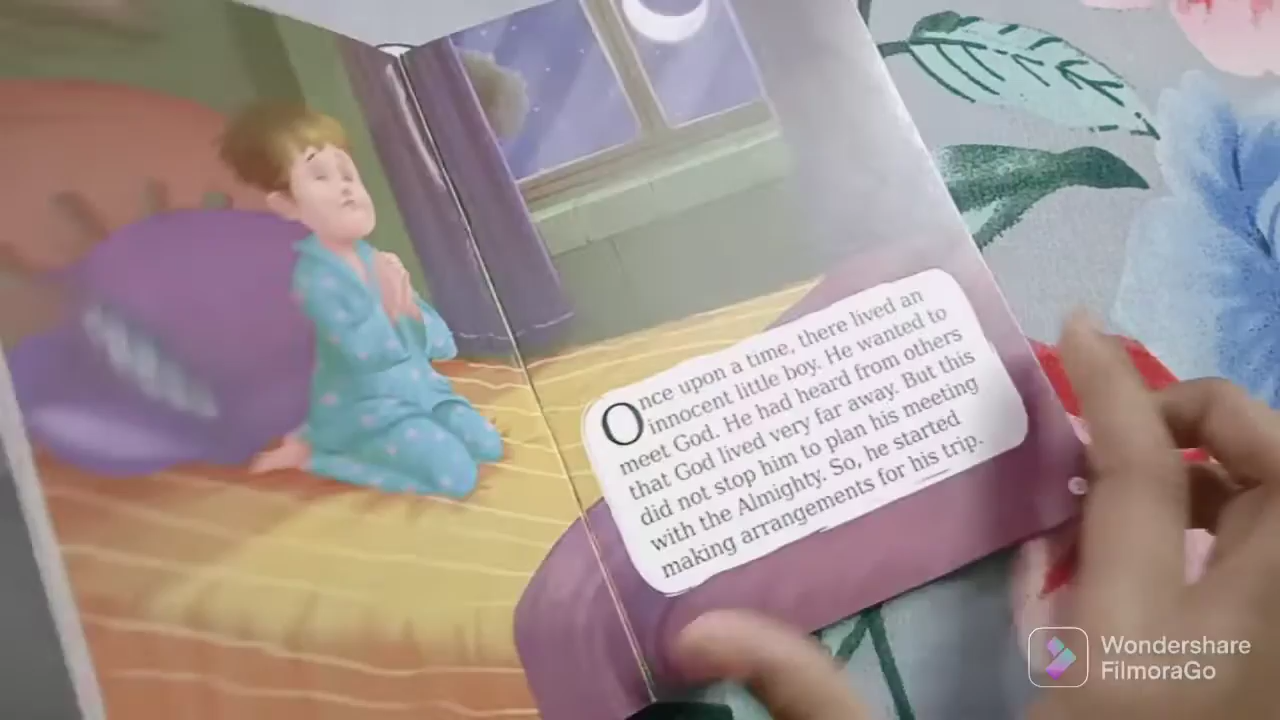 Once upon a time, there lived an
innocent little boy. He wanted to
meet God. He had heard from others
that God lived very far away. But this
did not stop him to plan his meeting
with the Almighty. So, he started
making arrangements for his trip.
Wondershare
FilmoraGo